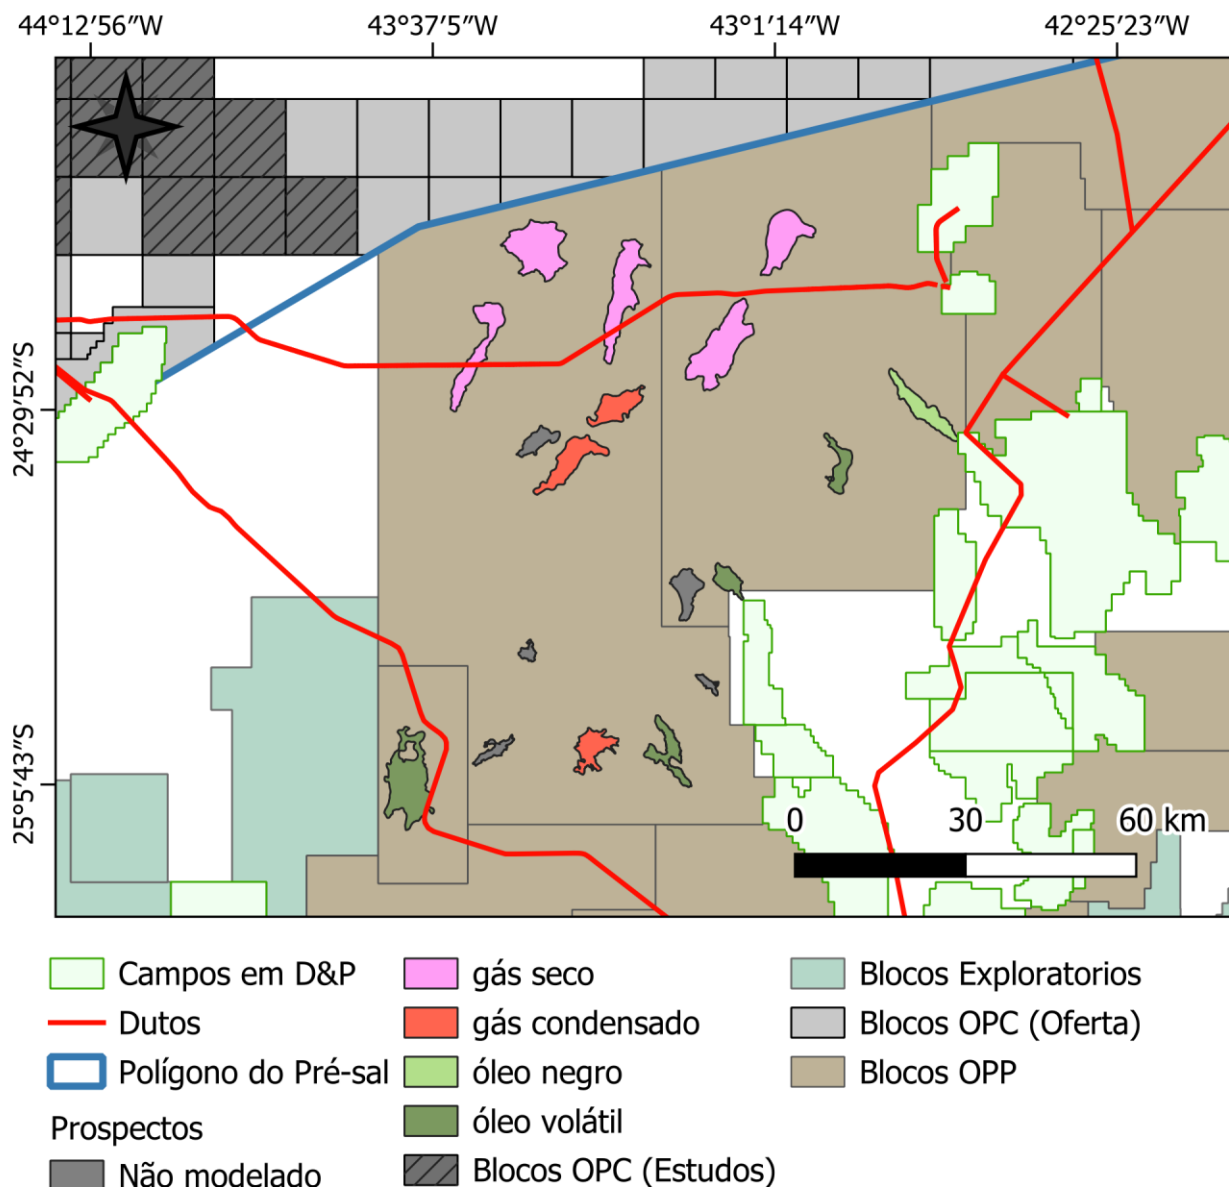 44°12′56″W 43°37′5″W 43°1′14″W 42°25′23″W
24°29′52″S
25°5′43″S
0 30 60 km
Campos em D&P
Dutos
Polígono do Pré-sal
Prospectos
Não modelado
gás seco
gás condensado
óleo negro
óleo volátil
Blocos OPC (Estudos)
Blocos Exploratorios
Blocos OPC (Oferta)
Blocos OPP